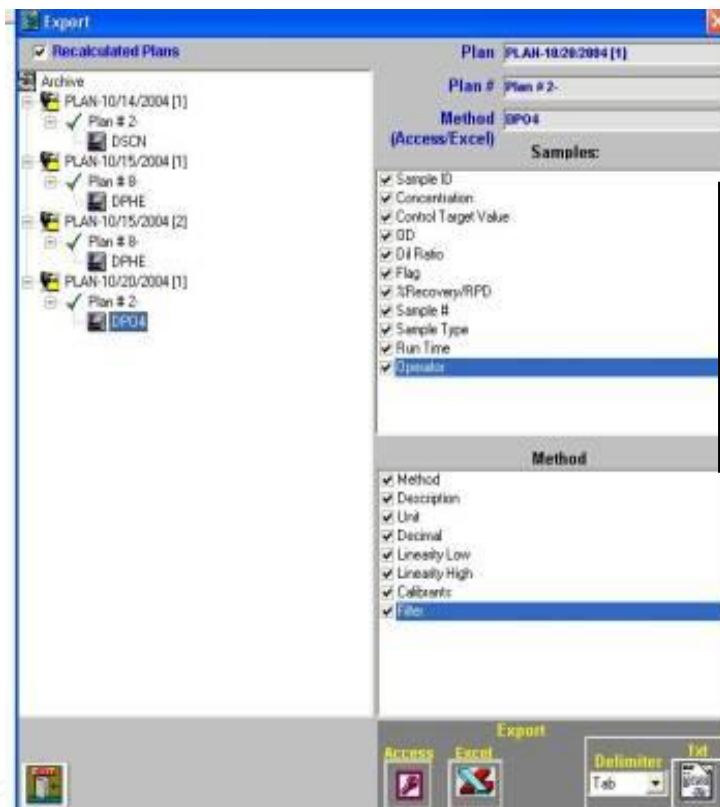 Export
Recalculated Plans
Archive
PLAN-10/14/2004 [1]
Plan # 2-
DSCN
PLAN-10/15/2004 [1]
Plan # 8-
DPHE
PLAN-10/15/2004 [2]
Plan # 8-
DPHE
PLAN-10/20/2004 [1]
Plan # 2-
DPO4
Plan PLAN-10/20/2004 [1]
Plan # Plan # 2-
Method DPO4
(Access/Excel)
Samples:
Sample ID
Concentration
Control Target Value
OD
Dil Ratio
Flag
%Recovery/RPD
Sample #
Sample Type
Run Time
Operator
Method
Method
Description
Unit
Decimal
Linearity Low
Linearity High
Calibrants
Filter
Export
Access Excel
Delimiter Txt
Tab